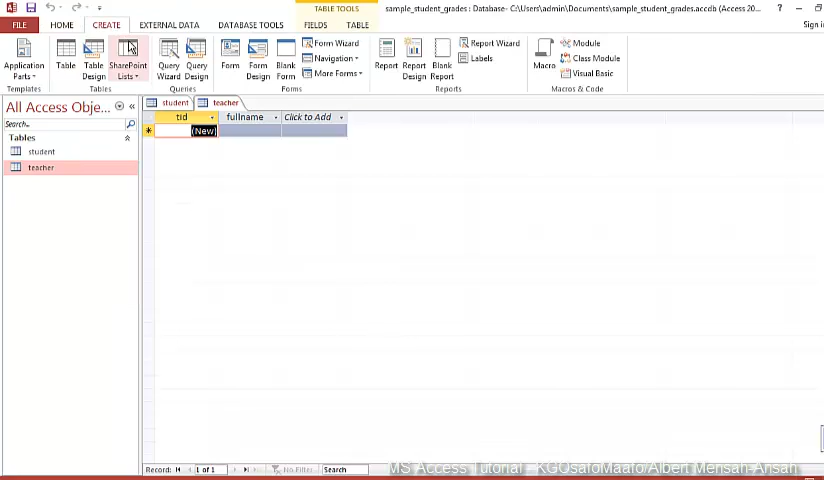 TABLE TOOLS
sample_student_grades : Database- C:\Users\admin\Documents\sample_student_grades.accdb (Access 20...
FILE HOME CREATE EXTERNAL DATA DATABASE TOOLS FIELDS TABLE
Sign in
Application Parts
Templates
Table
Table Design
SharePoint Lists
Tables
Query Wizard
Query Design
Queries
Form
Form Design
Blank Form
Form Wizard
Navigation
More Forms
Forms
Report
Report Design
Blank Report
Report Wizard
Labels
Reports
Macro
Module
Class Module
Visual Basic
Macros & Code
All Access Obje...
Search..
Tables
student
teacher
student teacher
tid fullname Click to Add
(New)
Record: 1 of 1 No Filter Search
MS Access Tutorial - KGOsafoMaafo/Albert Mensah-Ansah